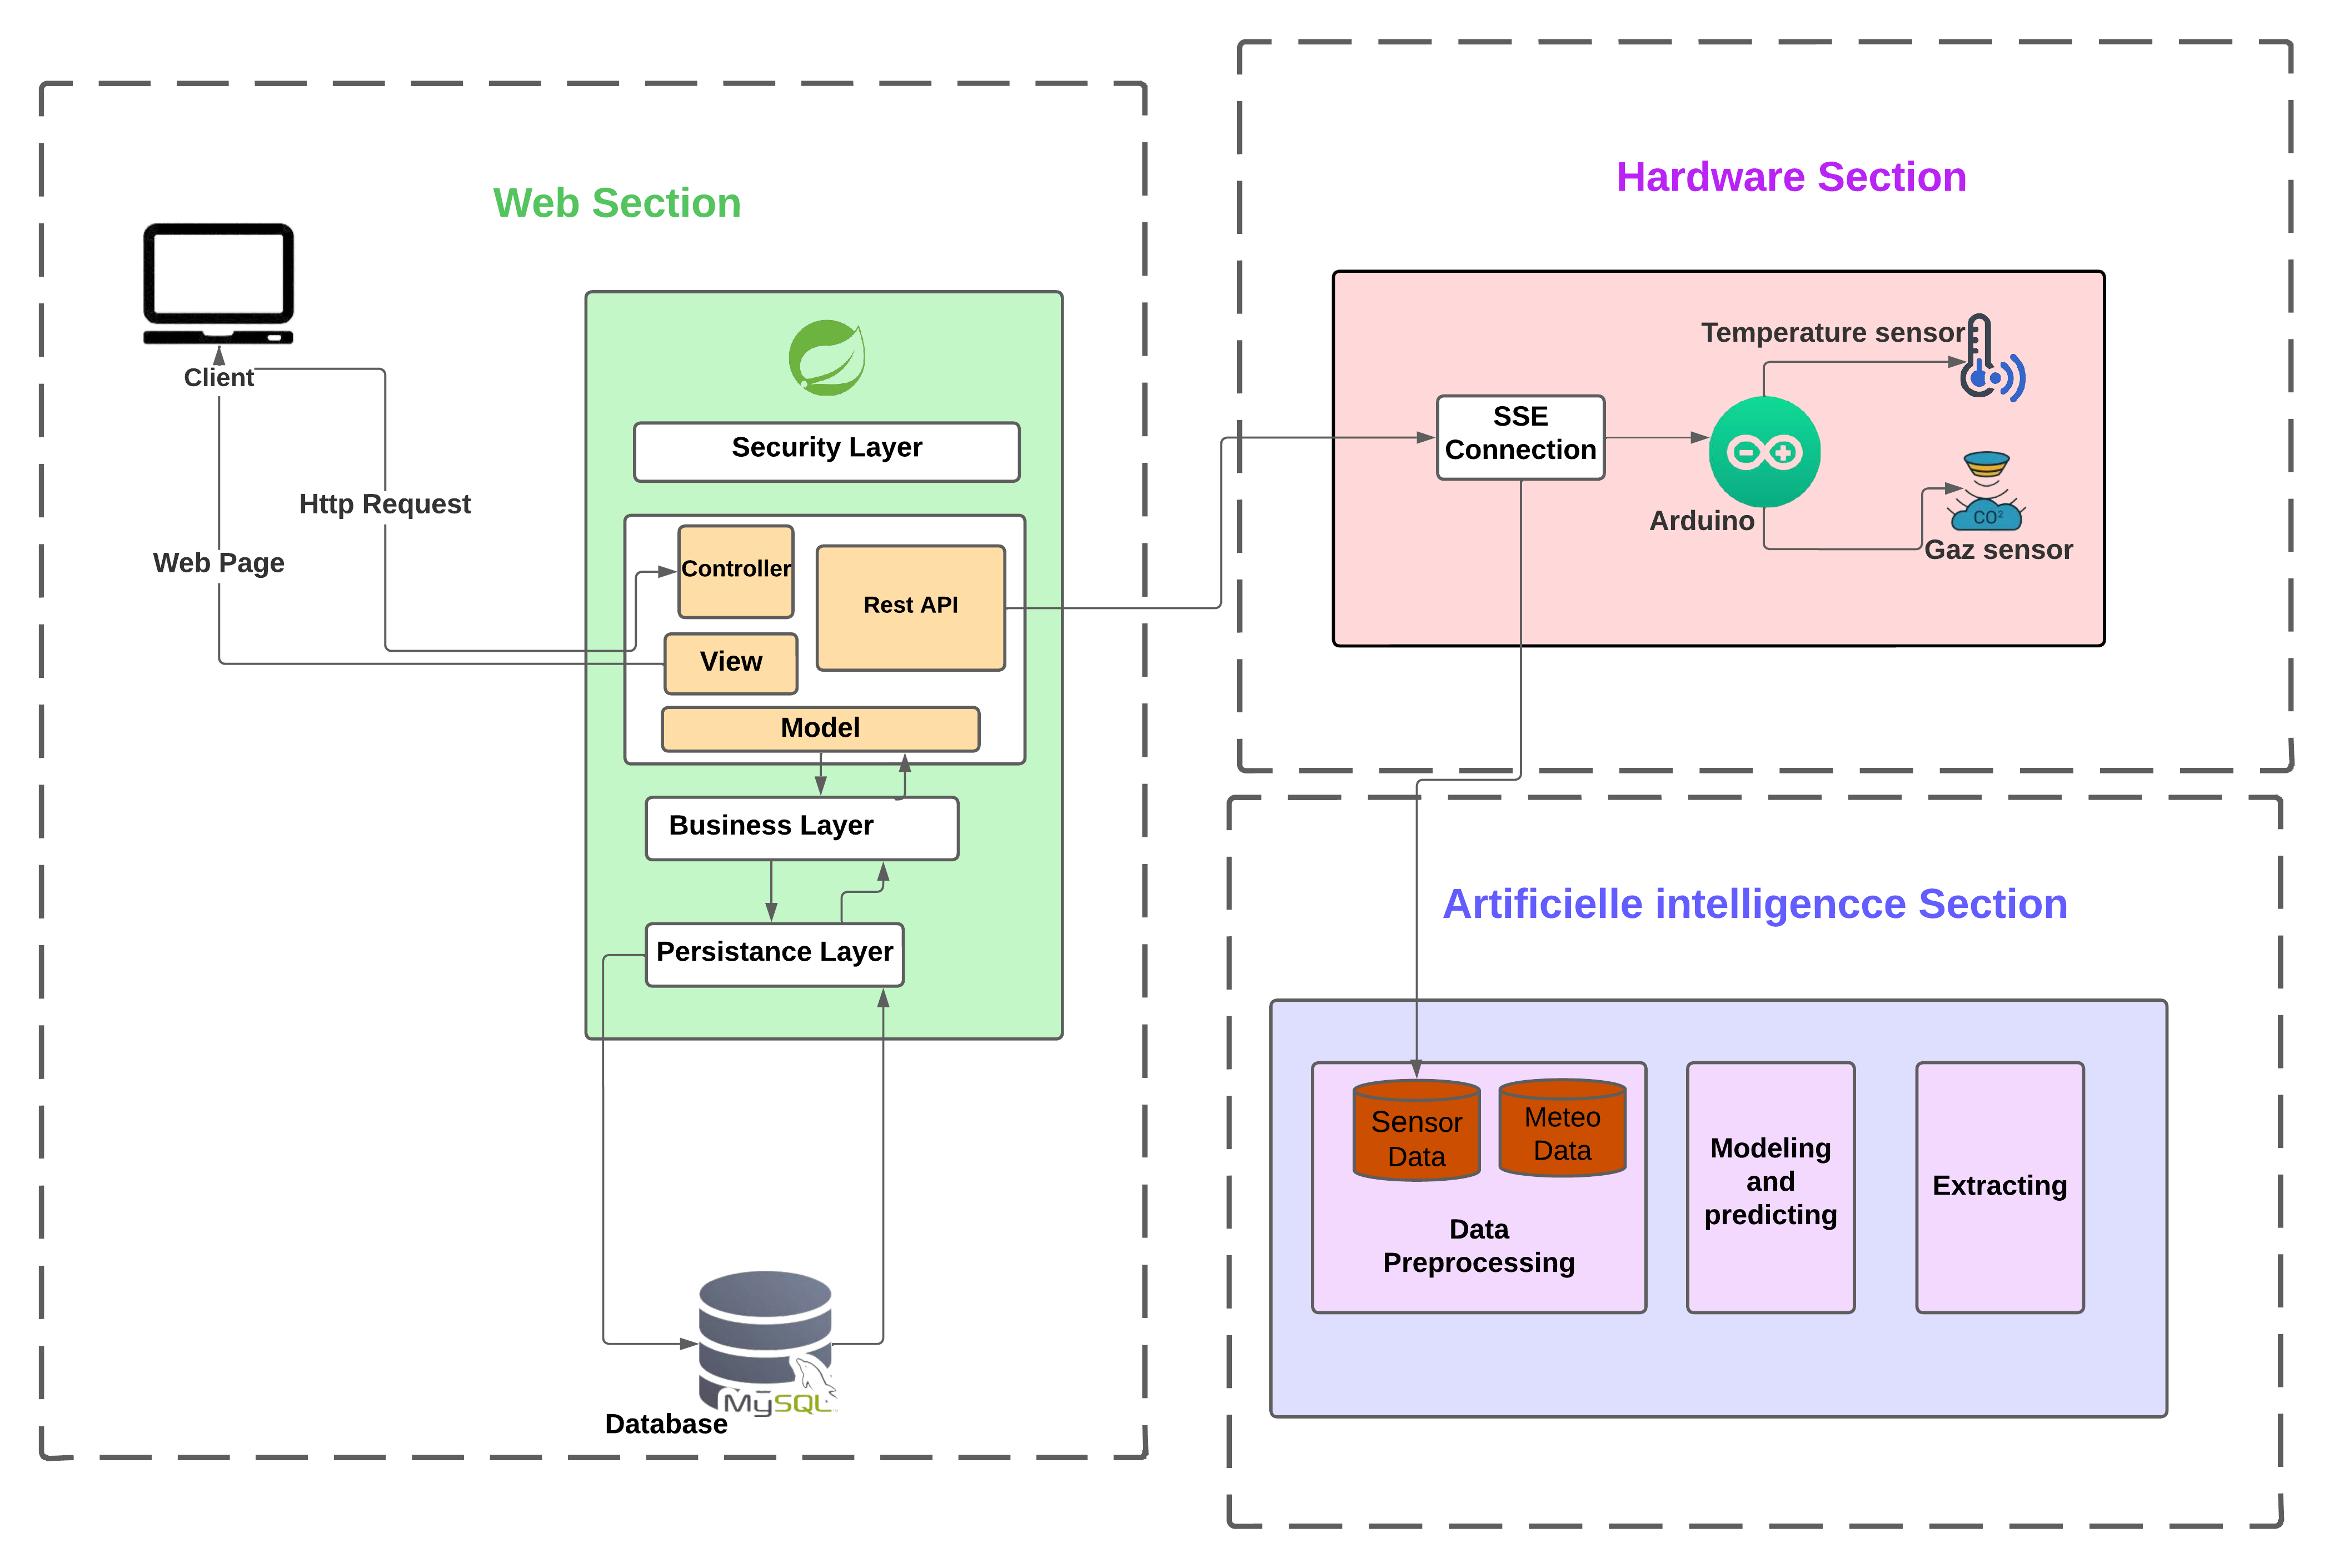 Web Section
Client
Http Request
Web Page
Security Layer
Controller
Rest API
View
Model
Business Layer
Persistance Layer
MySQL
Database
Hardware Section
Temperature sensor
SSE
Connection
Arduino
CO²
Gaz sensor
Artificielle intelligencce Section
Sensor
Data
Meteo
Data
Data
Preprocessing
Modeling
and
predicting
Extracting